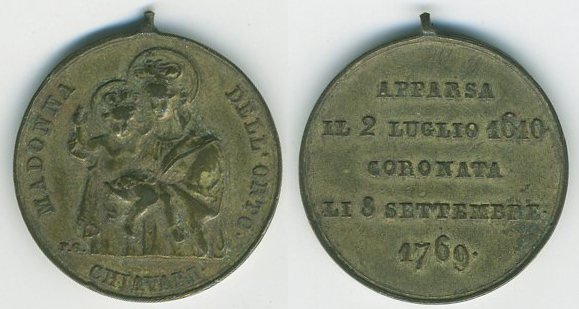 MADONNA DELL'ORTO.
P.G.
CHIAVARI.
APPARSA
IL 2 LUGLIO 1610
CORONATA
LI 8 SETTEMBRE
1769.